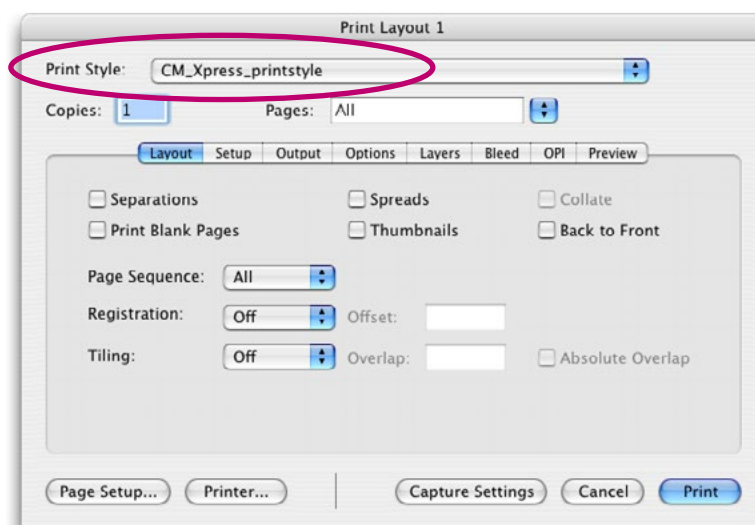 Print Layout 1
Print Style: CM_Xpress_printstyle
Copies: 1 Pages: All
Layout Setup Output Options Layers Bleed OPI Preview
Separations Spreads Collate
Print Blank Pages Thumbnails Back to Front
Page Sequence: All
Registration: Off Offset:
Tiling: Off Overlap: Absolute Overlap
Page Setup... Printer... Capture Settings Cancel Print